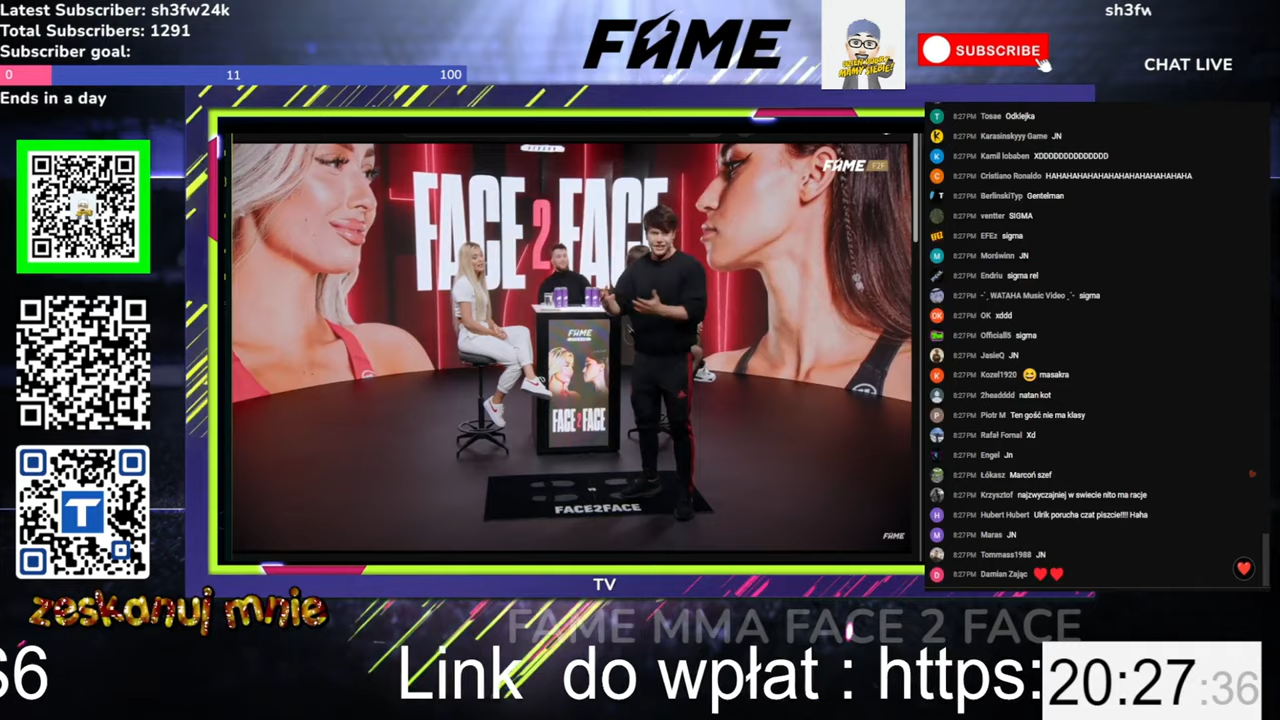 Latest Subscriber: sh3fw24k
Total Subscribers: 1291
Subscriber goal:
0 11 100
Ends in a day
FAME
MAMY CIEBIE!
SUBSCRIBE
sh3fw
CHAT LIVE
FAME F2F
FACE 2 FACE
FAME
FACE 2 FACE
FACE2FACE
FAME
T
8:27PM Tosae Odklejka
8:27PM Karasinskyyy Game JN
8:27PM Kamil lobaben XDDDDDDDDDDDDD
8:27PM Cristiano Ronaldo HAHAHAHAHAHAHAHAHAHAHAHAHA
8:27PM BerlinskiTyp Gentelman
8:27PM ventter SIGMA
8:27PM EFEz sigma
8:27PM Morświnn JN
8:27PM Endriu sigma rel
8:27PM -`¸WATAHA Music Video¸´- sigma
8:27PM OK xddd
8:27PM Officiall5 sigma
8:27PM JasieQ JN
8:27PM Kozel1920 😄 masakra
8:27PM 2headddd natan kot
8:27PM Piotr M Ten gość nie ma klasy
8:27PM Rafał Fornal Xd
8:27PM Engel Jn
8:27PM Łókasz Marcoń szef
8:27PM Krzysztof najzwyczajniej w swiecie nito ma racje
8:27PM Hubert Hubert Ulrik porucha czat piszcie!!!! Haha
8:27PM Maras JN
8:27PM Tommass1988 JN
8:27PM Damian Zając ❤️❤️
TV
zeskanuj mnie
FAME MMA FACE 2 FACE
S6 Link do wpłat : https:
20:27:36